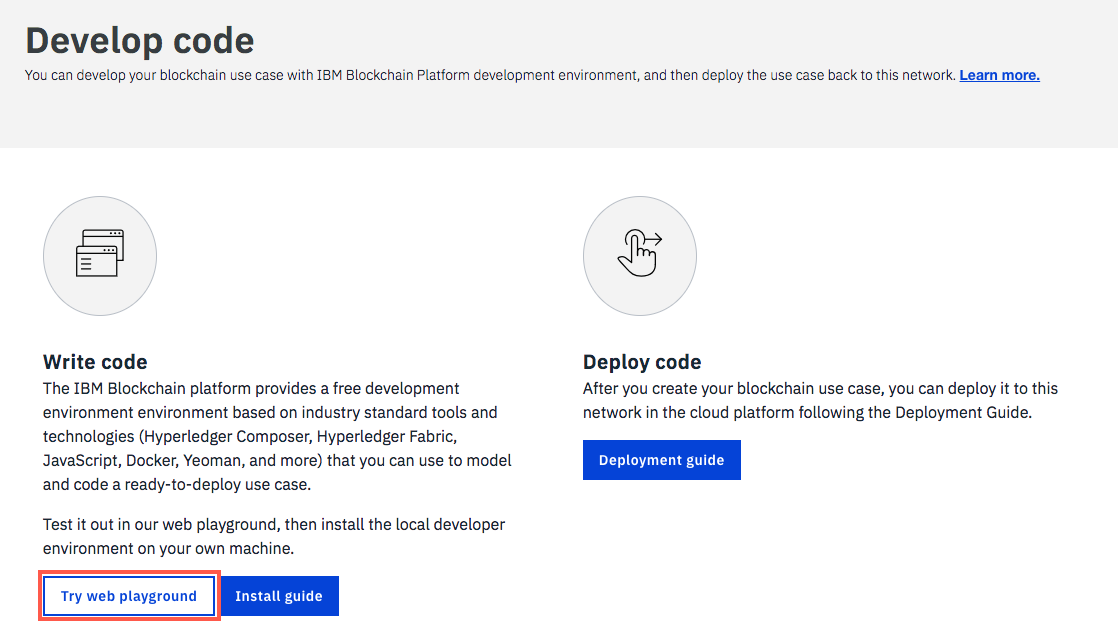 Develop code
You can develop your blockchain use case with IBM Blockchain Platform development environment, and then deploy the use case back to this network. Learn more.
Write code
The IBM Blockchain platform provides a free development
environment environment based on industry standard tools and
technologies (Hyperledger Composer, Hyperledger Fabric,
JavaScript, Docker, Yeoman, and more) that you can use to model
and code a ready-to-deploy use case.
Test it out in our web playground, then install the local developer
environment on your own machine.
Try web playground
Install guide
Deploy code
After you create your blockchain use case, you can deploy it to this
network in the cloud platform following the Deployment Guide.
Deployment guide